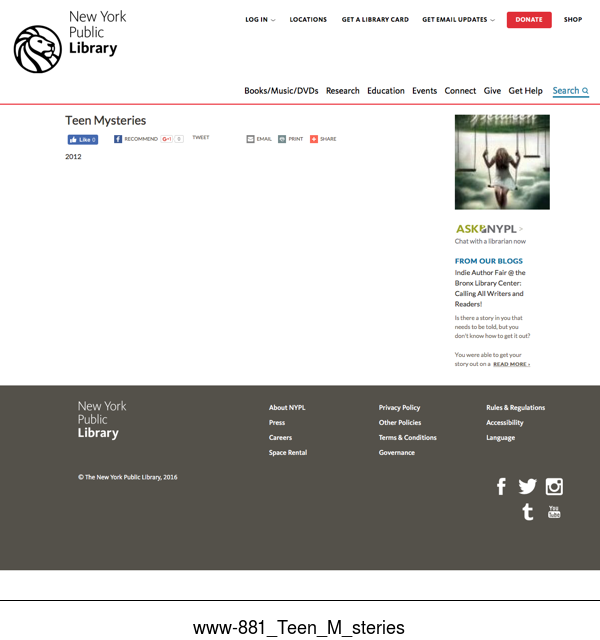 New York
Public
Library
LOG IN
LOCATIONS
GET A LIBRARY CARD
GET EMAIL UPDATES
DONATE
SHOP
Books/Music/DVDs
Research
Education
Events
Connect
Give
Get Help
Search
Teen Mysteries
Like 0
RECOMMEND
G+1
0
TWEET
EMAIL
PRINT
SHARE
2012
ASK NYPL >
Chat with a librarian now
FROM OUR BLOGS
Indie Author Fair @ the
Bronx Library Center:
Calling All Writers and
Readers!
Is there a story in you that
needs to be told, but you
don't know how to get it out?
You were able to get your
story out on a READ MORE ›
New York
Public
Library
About NYPL
Press
Careers
Space Rental
Privacy Policy
Other Policies
Terms & Conditions
Governance
Rules & Regulations
Accessibility
Language
© The New York Public Library, 2016
You
Tube
www-881_Teen_M_steries